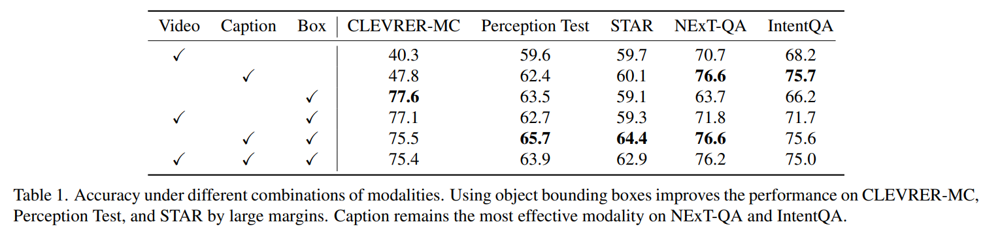 Video Caption Box CLEVRER-MC Perception Test STAR NExT-QA IntentQA
✓ 40.3 59.6 59.7 70.7 68.2
✓ 47.8 62.4 60.1 76.6 75.7
✓ 77.6 63.5 59.1 63.7 66.2
✓ ✓ 77.1 62.7 59.3 71.8 71.7
✓ ✓ 75.5 65.7 64.4 76.6 75.6
✓ ✓ ✓ 75.4 63.9 62.9 76.2 75.0
Table 1. Accuracy under different combinations of modalities. Using object bounding boxes improves the performance on CLEVRER-MC,
Perception Test, and STAR by large margins. Caption remains the most effective modality on NExT-QA and IntentQA.